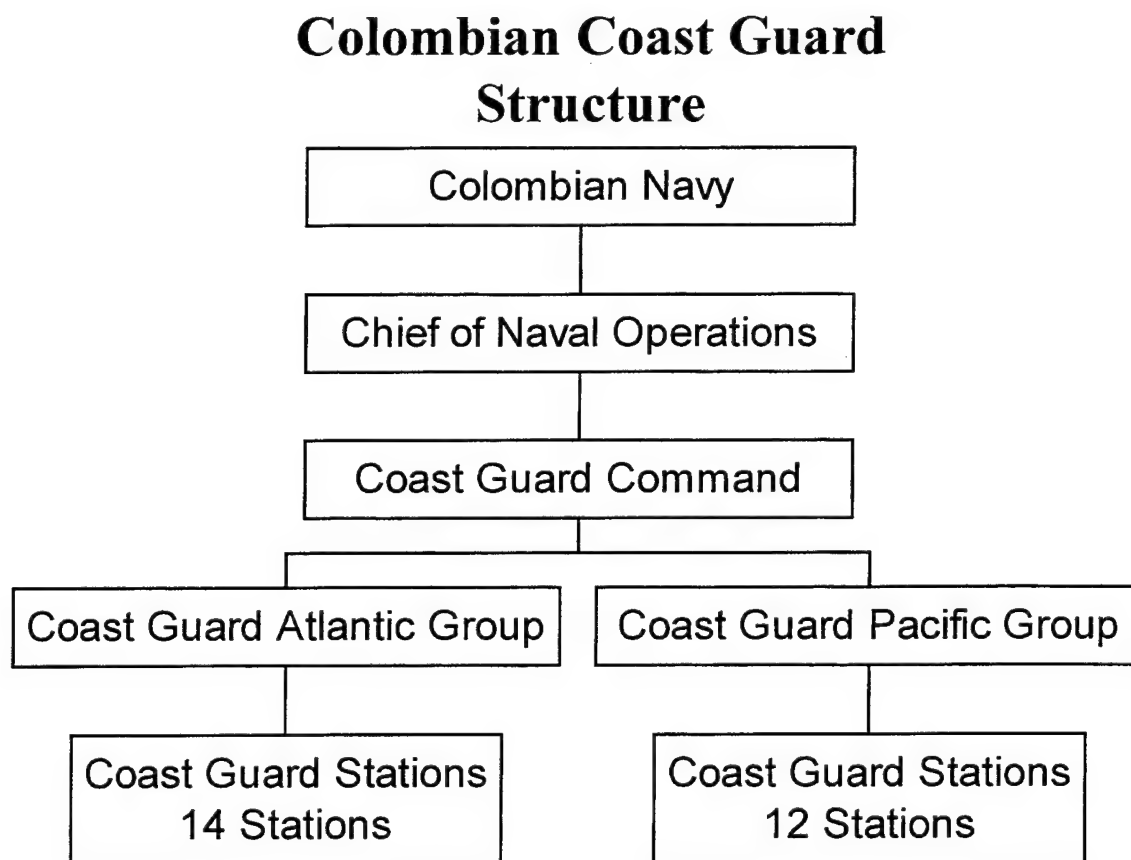 Colombian Coast Guard
Structure
Colombian Navy
Chief of Naval Operations
Coast Guard Command
Coast Guard Atlantic Group
Coast Guard Pacific Group
Coast Guard Stations
14 Stations
Coast Guard Stations
12 Stations